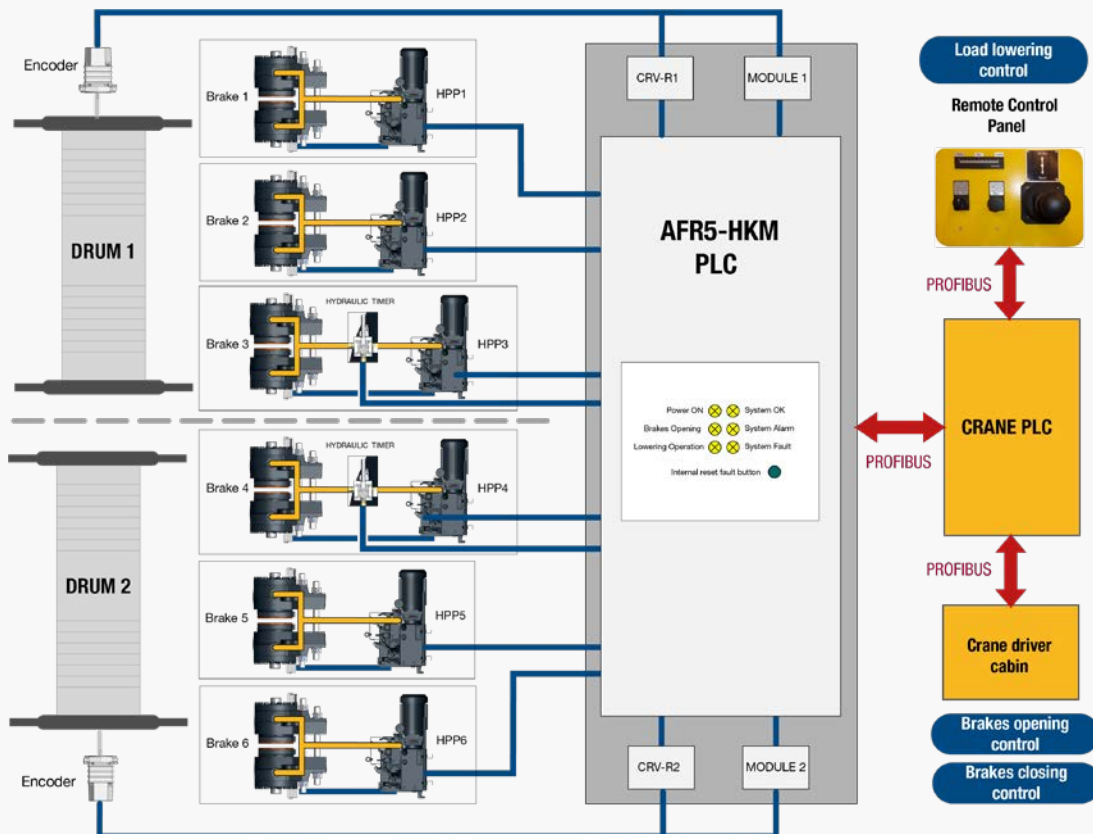 Encoder
DRUM 1
Brake 1
HPP1
Brake 2
HPP2
HYDRAULIC TIMER
Brake 3
HPP3
HYDRAULIC TIMER
Brake 4
HPP4
DRUM 2
Brake 5
HPP5
Brake 6
HPP6
Encoder
CRV-R1
MODULE 1
AFR5-HKM
PLC
Power ON
System OK
Brakes Opening
System Alarm
Lowering Operation
System Fault
Internal reset fault button
CRV-R2
MODULE 2
Load lowering
control
Remote Control
Panel
PROFIBUS
PROFIBUS
CRANE PLC
PROFIBUS
Crane driver
cabin
Brakes opening
control
Brakes closing
control